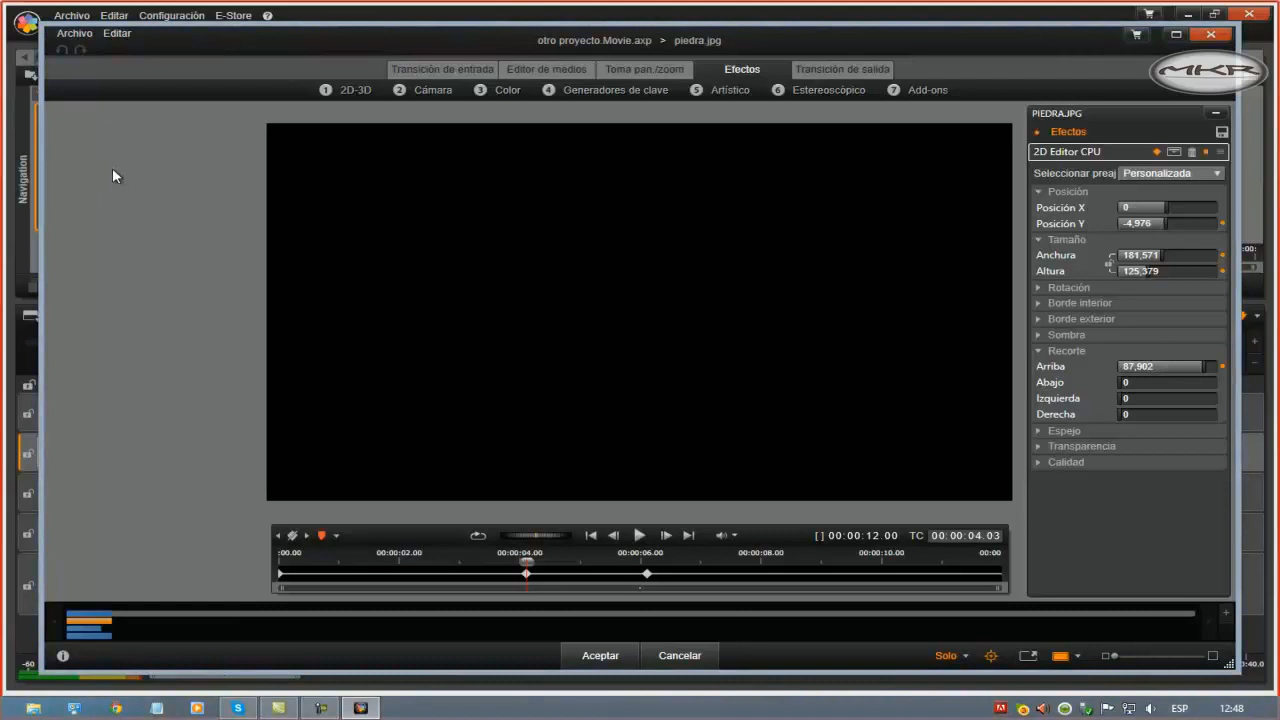 Archivo Editar Configuración E-Store ?
Archivo Editar
otro proyecto.Movie.axp > piedra.jpg
MKR
Transición de entrada Editor de medios Toma pan./zoom Efectos Transición de salida
1 2D-3D 2 Cámara 3 Color 4 Generadores de clave 5 Artístico 6 Estereoscópico 7 Add-ons
Navigation
PIEDRA.JPG
Efectos
2D Editor CPU
Seleccionar preaj Personalizada
Posición
Posición X 0
Posición Y -4,976
Tamaño
Anchura 181,571
Altura 125,379
Rotación
Borde interior
Borde exterior
Sombra
Recorte
Arriba 87,902
Abajo 0
Izquierda 0
Derecha 0
Espejo
Transparencia
Calidad
[ ] 00:00:12.00 TC 00:00:04.03
:00.00 00:00:02.00 00:00:04.00 00:00:06.00 00:00:08.00 00:00:10.00 00:00
Aceptar Cancelar
Solo
-60
:40.0
ESP 12:48